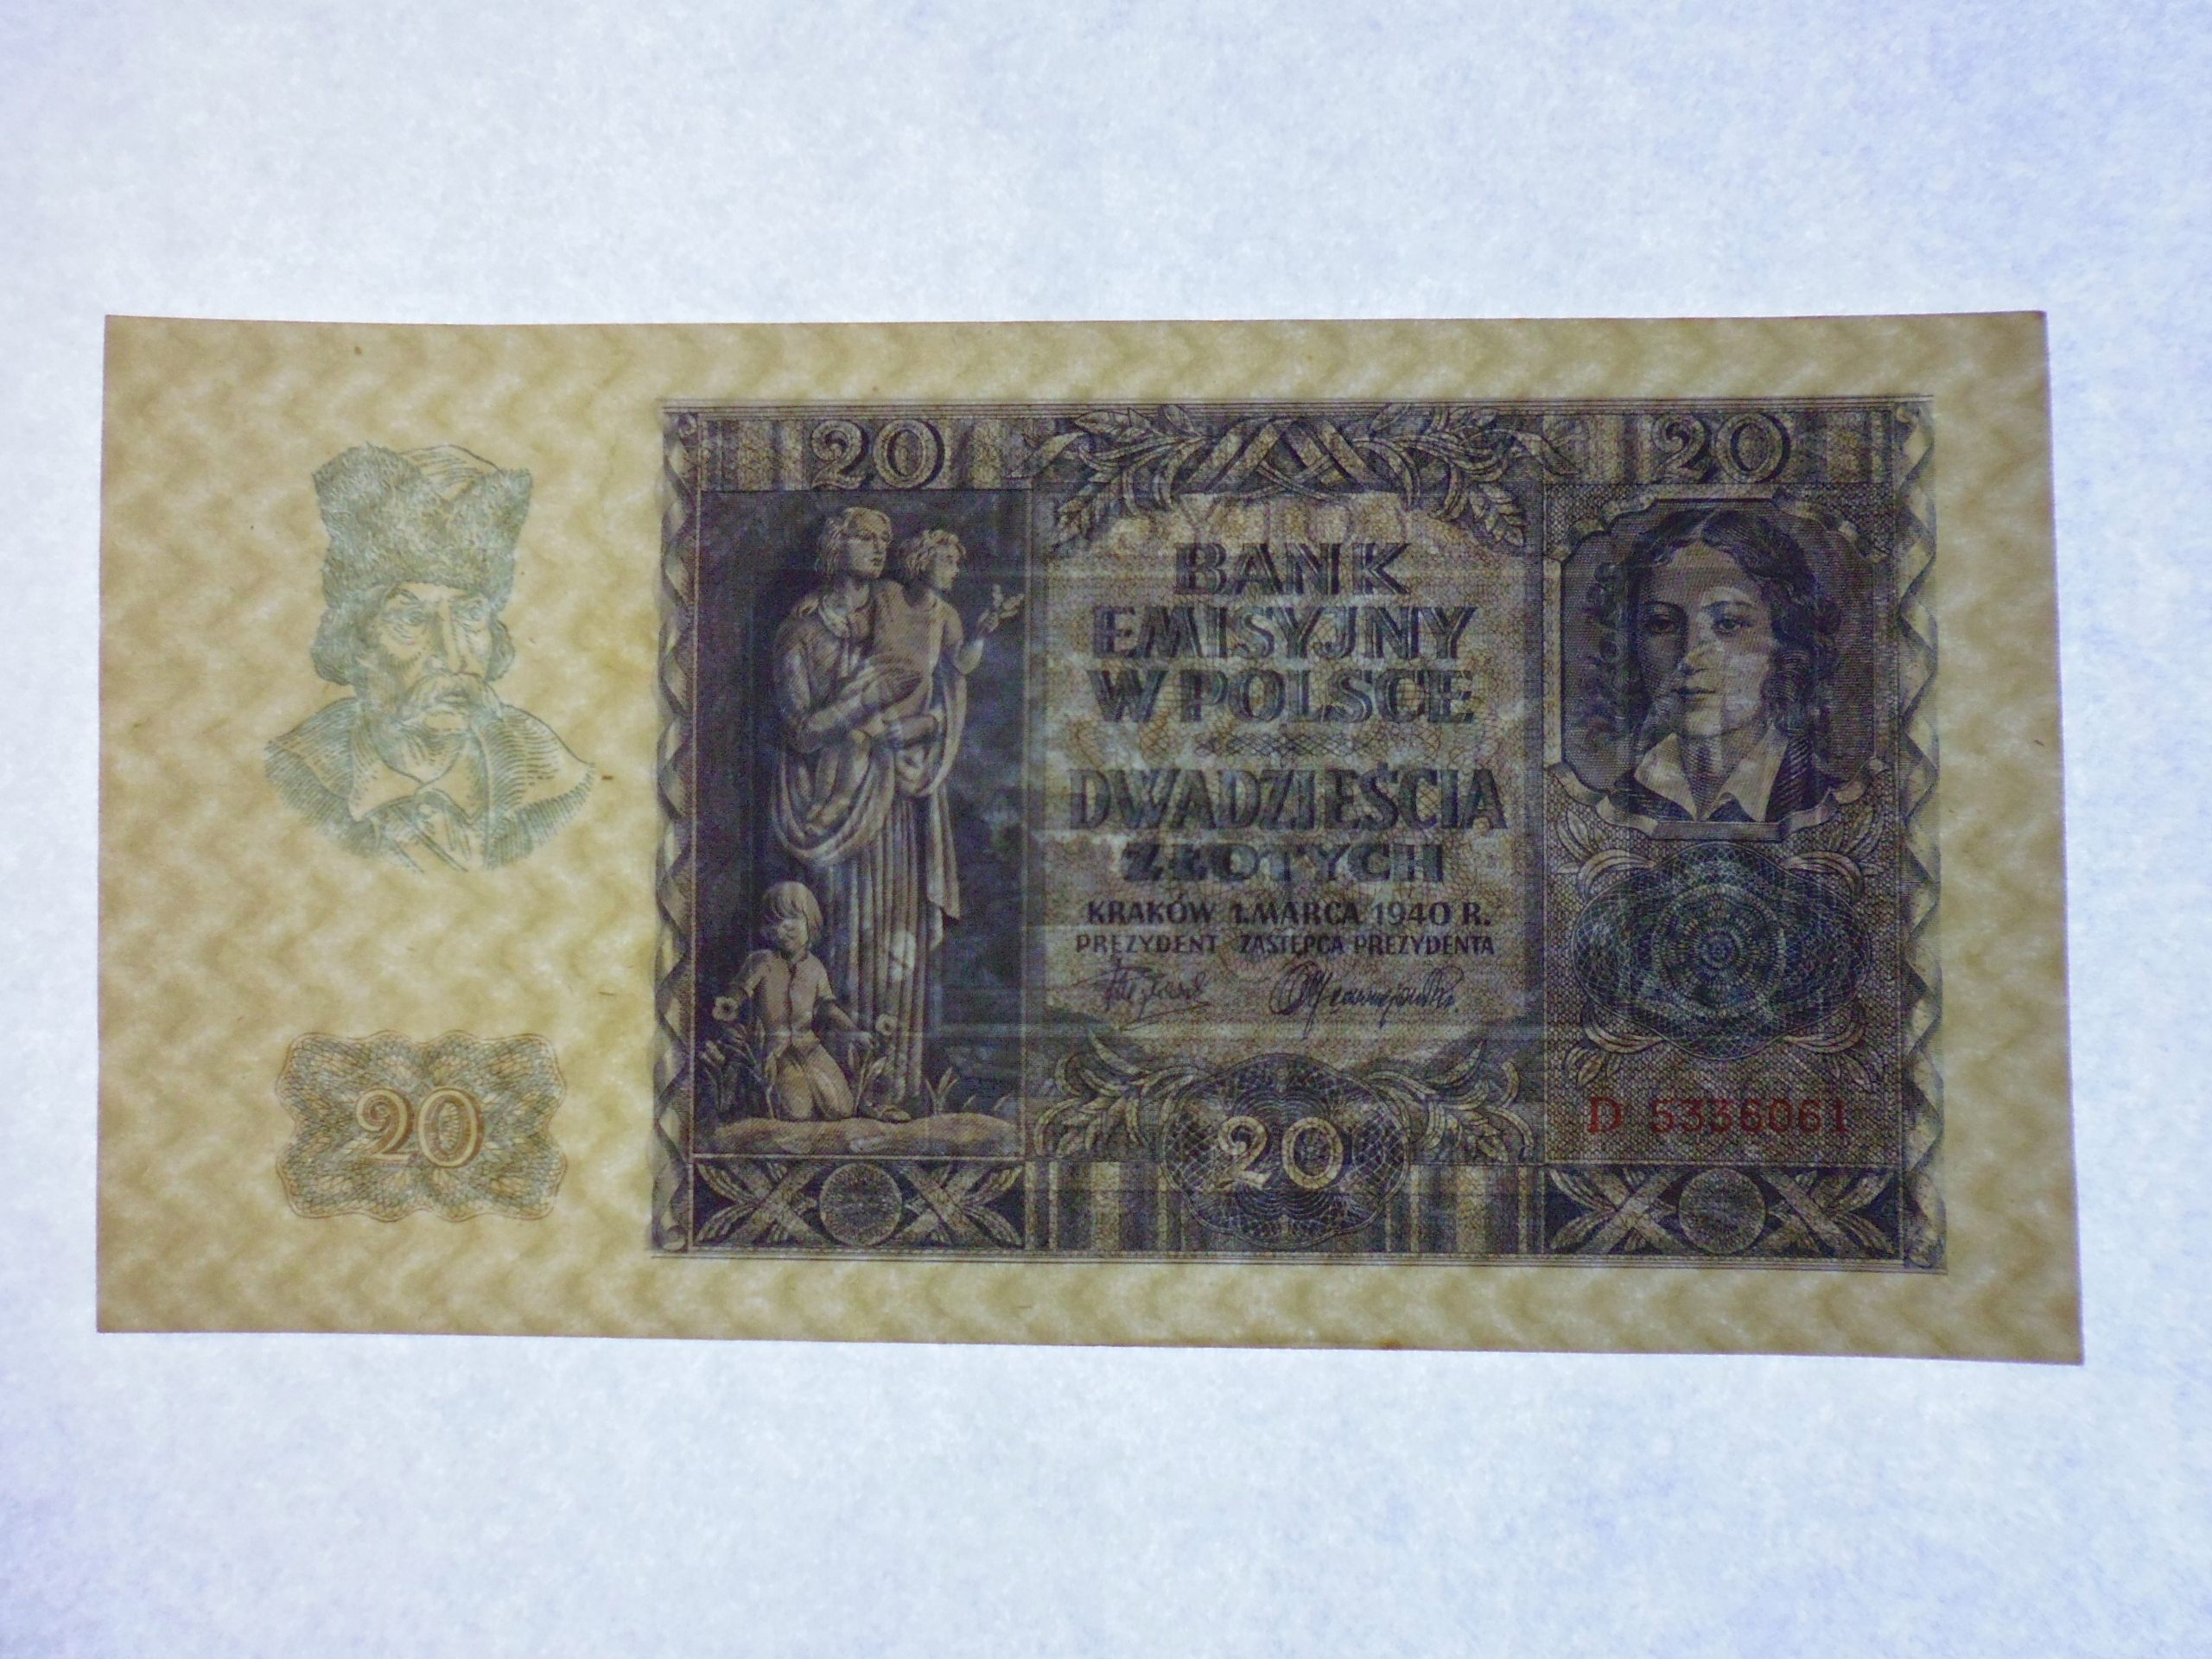 20 20
BANK
EMISYJNY
W POLSCE
DWADZIEŚCIA
ZŁOTYCH
KRAKÓW 1.MARCA 1940 R.
PREZYDENT ZASTĘPCA PREZYDENTA
D 5336061
20
20